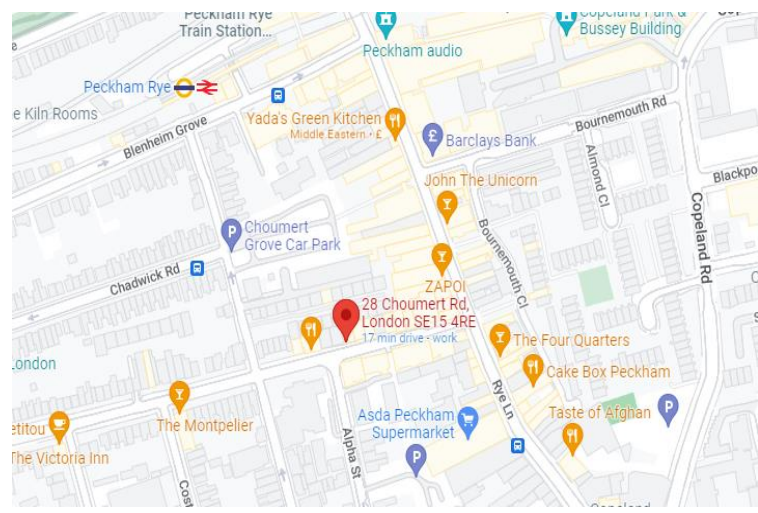 Peckham Rye
Train Station...
Copeland Park &
Bussey Building
Peckham audio
Peckham Rye
e Kiln Rooms
Yada's Green Kitchen
Middle Eastern • £
Blenheim Grove
Barclays Bank
Bournemouth Rd
Almond Cl
Blackpo
John The Unicorn
Copeland Rd
Choumert
Grove Car Park
Bournemouth Cl
Chadwick Rd
ZAPOI
28 Choumert Rd,
London SE15 4RE
17 min drive - work
The Four Quarters
ondon
Cake Box Peckham
Rye Ln
Asda Peckham
Supermarket
Taste of Afghan
The Montpelier
etitou
Alpha St
The Victoria Inn
Cost
Copeland